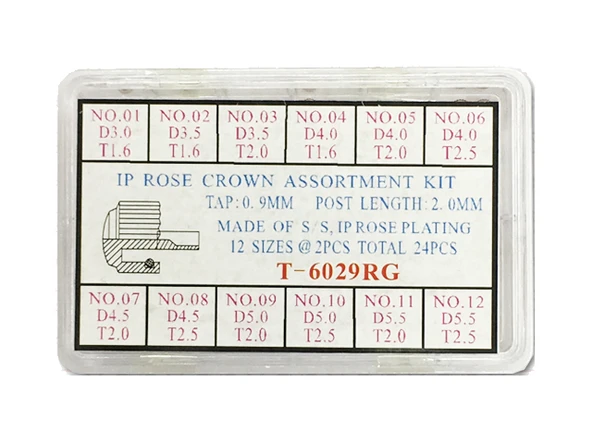 NO.01 NO.02 NO.03 NO.04 NO.05 NO.06
D3.0 D3.5 D3.5 D4.0 D4.0 D4.0
T1.6 T1.6 T2.0 T1.6 T2.0 T2.5
IP ROSE CROWN ASSORTMENT KIT
TAP:0.9MM POST LENGTH:2.0MM
MADE OF S/S, IP ROSE PLATING
12 SIZES @2PCS TOTAL 24PCS
T-6029RG
NO.07 NO.08 NO.09 NO.10 NO.11 NO.12
D4.5 D4.5 D5.0 D5.0 D5.5 D5.5
T2.0 T2.5 T2.0 T2.5 T2.0 T2.5